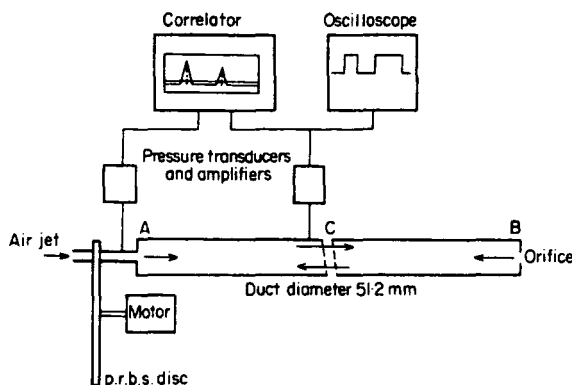 Correlator
Oscilloscope
Pressure transducers
and amplifiers
A
C
B
Air jet
Orifice
Duct diameter 51·2 mm
Motor
p.r.b.s. disc